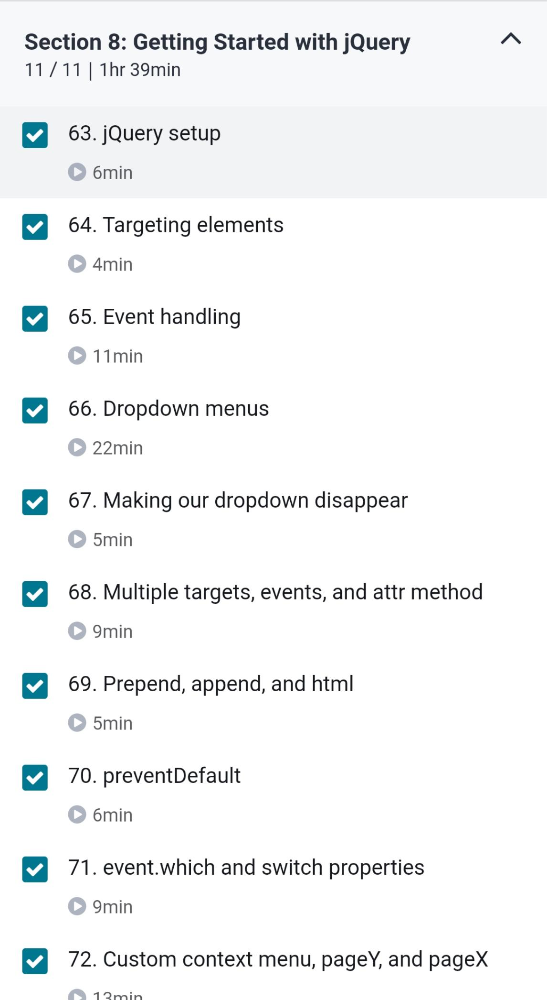 Section 8: Getting Started with jQuery
11 / 11 | 1hr 39min
63. jQuery setup
6min
64. Targeting elements
4min
65. Event handling
11min
66. Dropdown menus
22min
67. Making our dropdown disappear
5min
68. Multiple targets, events, and attr method
9min
69. Prepend, append, and html
5min
70. preventDefault
6min
71. event.which and switch properties
9min
72. Custom context menu, pageY, and pageX
13min